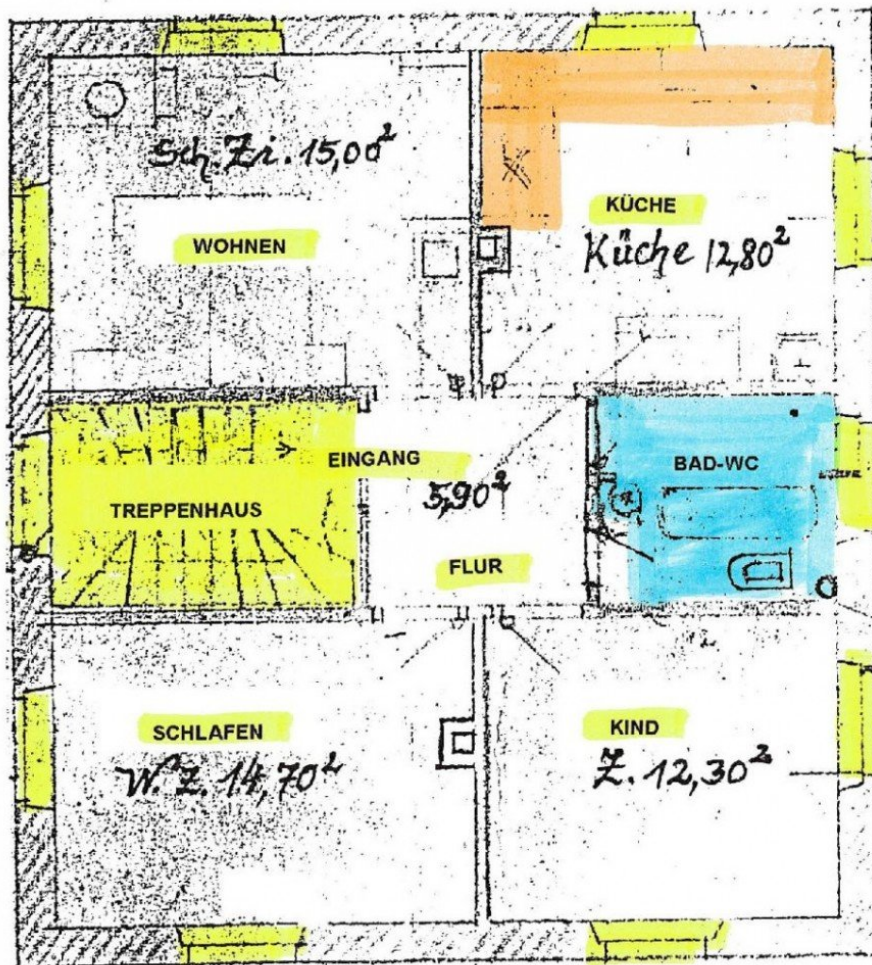 Sch. Zi. 15,00²
WOHNEN
KÜCHE
Küche 12,80²
EINGANG
5,90²
TREPPENHAUS
BAD-WC
FLUR
SCHLAFEN
W. Z. 14,70²
KIND
Z. 12,30²